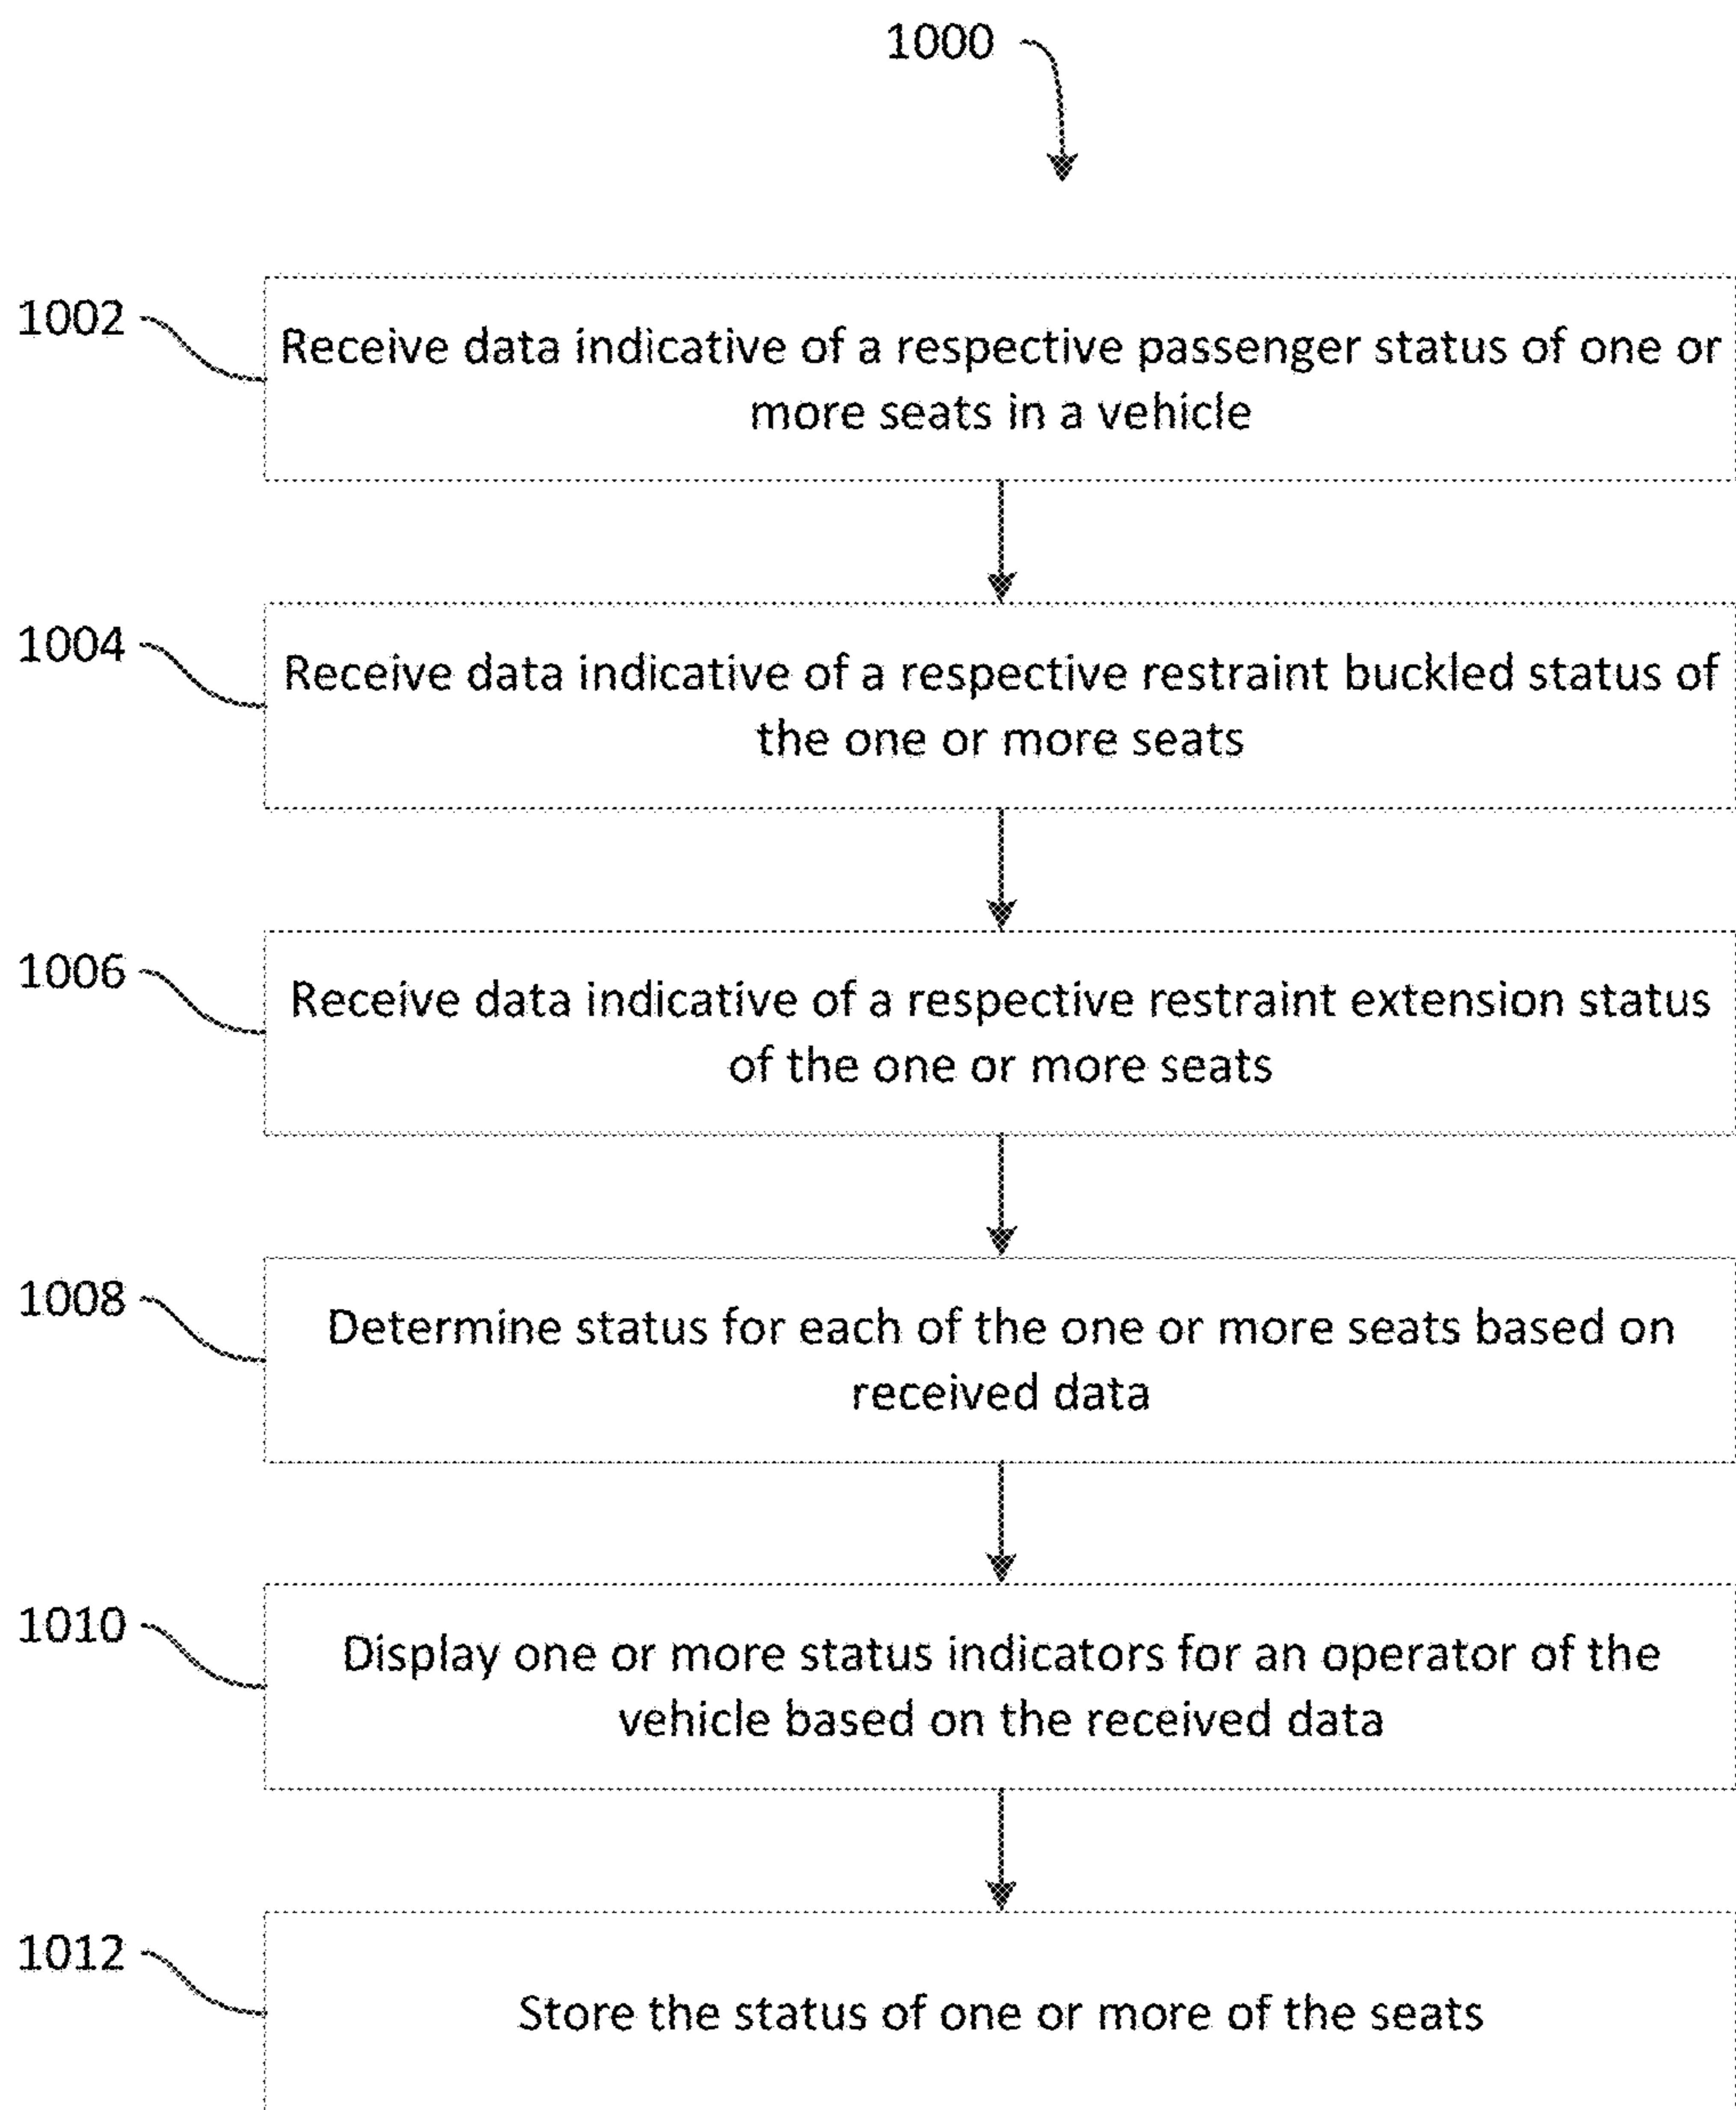 1000
1002
Receive data indicative of a respective passenger status of one or
more seats in a vehicle
1004
Receive data indicative of a respective restraint buckled status of
the one or more seats
1006
Receive data indicative of a respective restraint extension status
of the one or more seats
1008
Determine status for each of the one or more seats based on
received data
1010
Display one or more status indicators for an operator of the
vehicle based on the received data
1012
Store the status of one or more of the seats